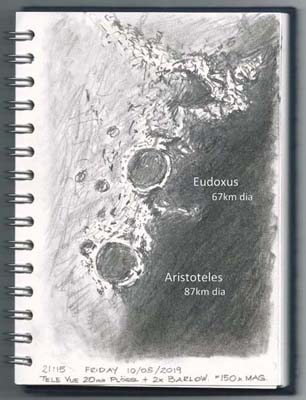 Eudoxus
67km dia
Aristoteles
87km dia
21:15 FRIDAY 10/05/2019
TELE VUE 20mm PLÖSSL + 2x BARLOW. *150x MAG.